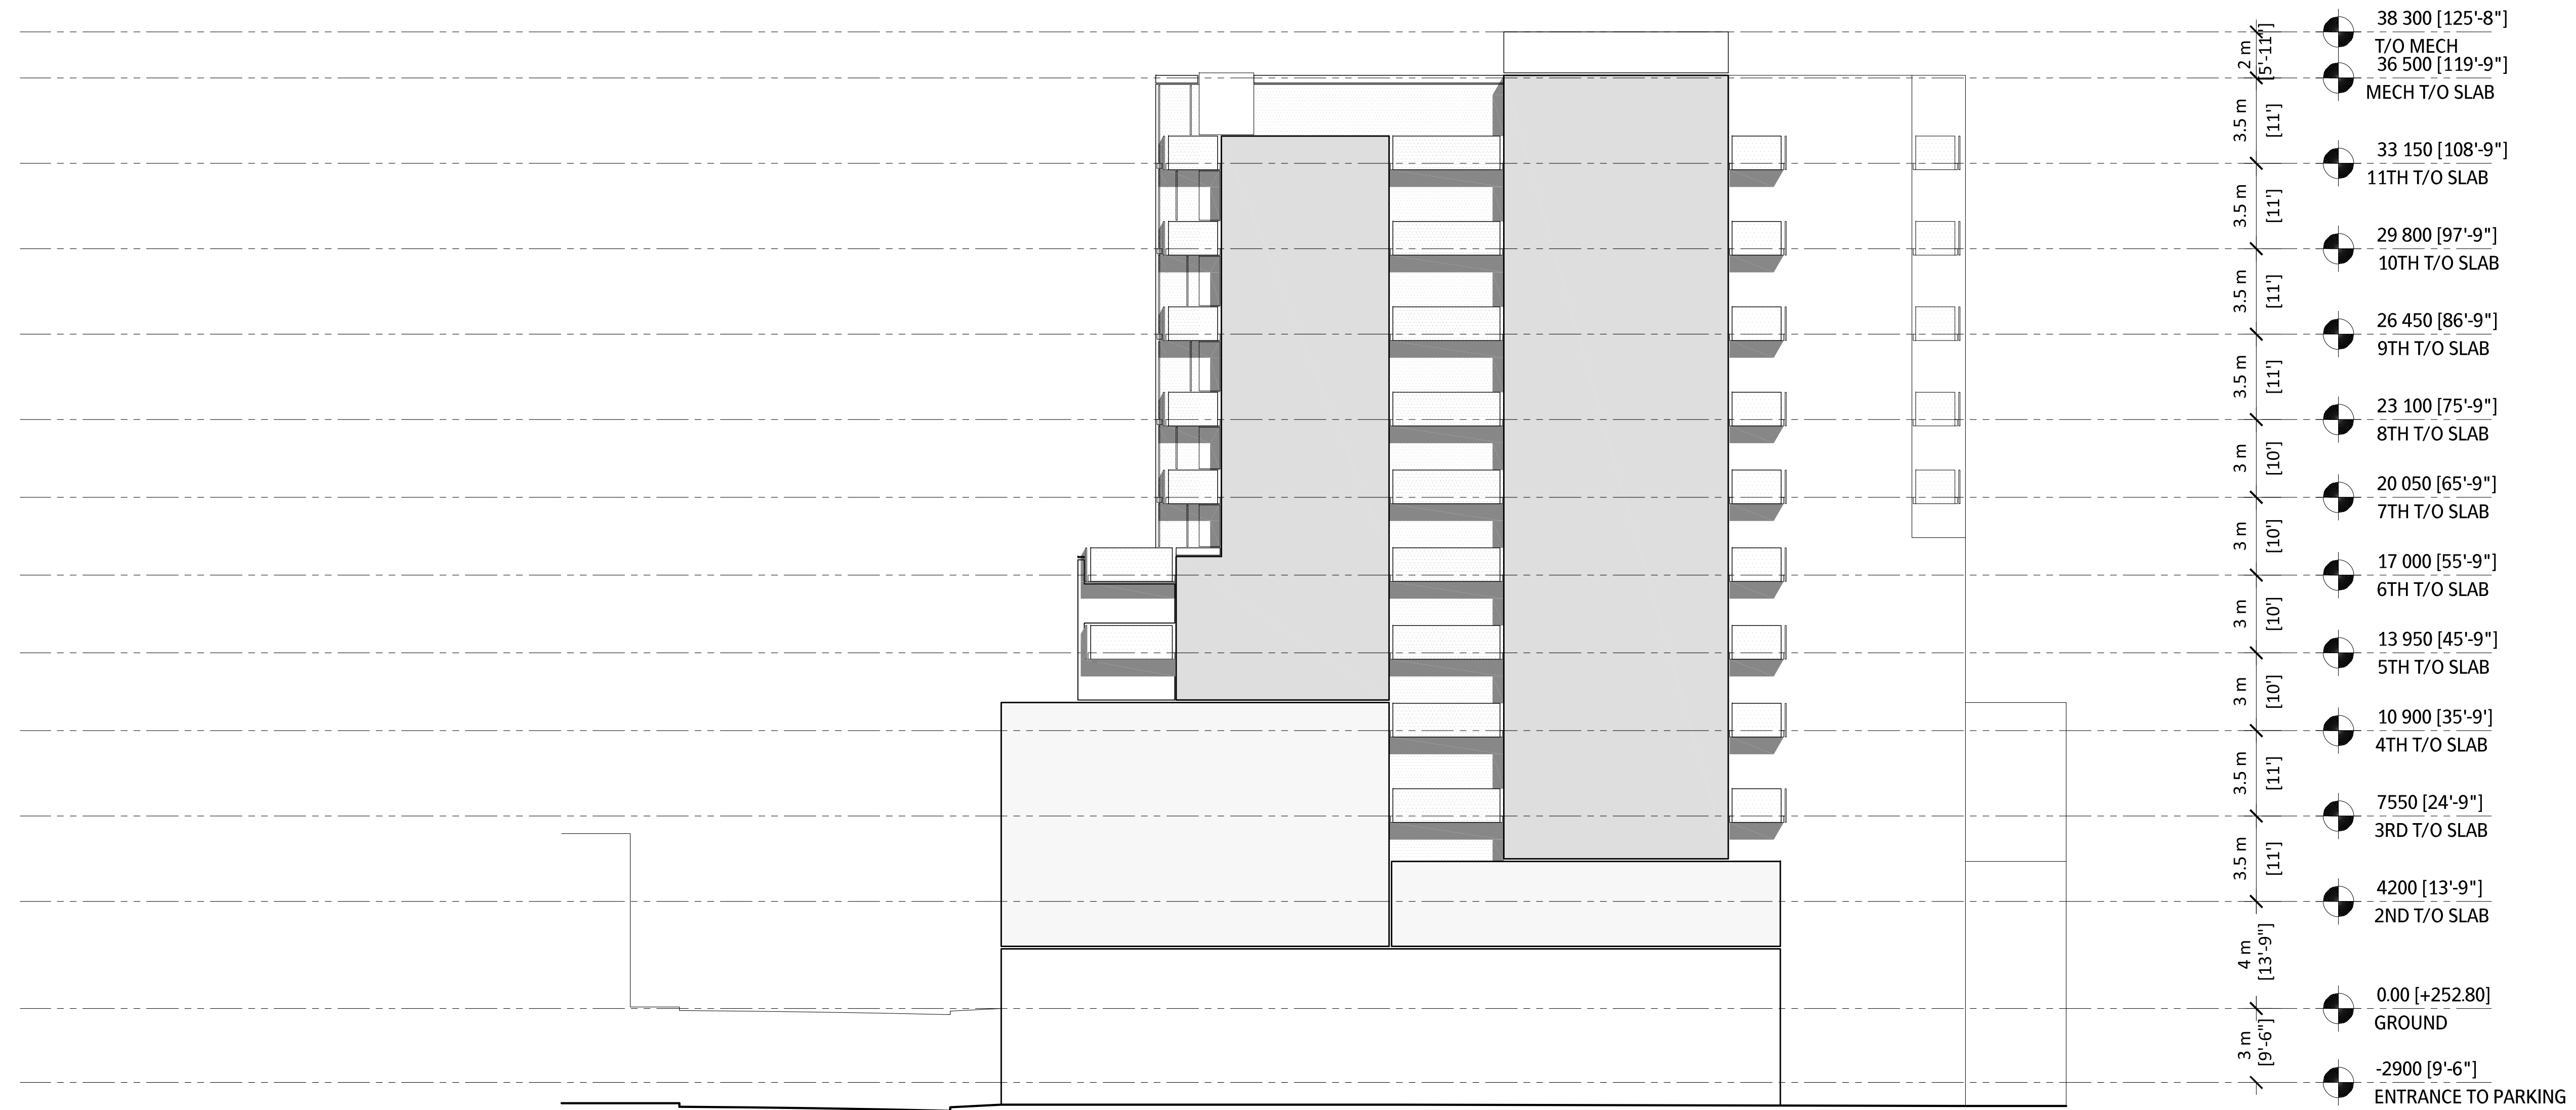 38 300 [125'-8"]
T/O MECH
2 m
[5'-11"]
36 500 [119'-9"]
MECH T/O SLAB
3.5 m
[11']
33 150 [108'-9"]
11TH T/O SLAB
3.5 m
[11']
29 800 [97'-9"]
10TH T/O SLAB
3.5 m
[11']
26 450 [86'-9"]
9TH T/O SLAB
3.5 m
[11']
23 100 [75'-9"]
8TH T/O SLAB
3 m
[10']
20 050 [65'-9"]
7TH T/O SLAB
3 m
[10']
17 000 [55'-9"]
6TH T/O SLAB
3 m
[10']
13 950 [45'-9"]
5TH T/O SLAB
3 m
[10']
10 900 [35'-9']
4TH T/O SLAB
3.5 m
[11']
7550 [24'-9"]
3RD T/O SLAB
3.5 m
[11']
4200 [13'-9"]
2ND T/O SLAB
4 m
[13'-9"]
0.00 [+252.80]
GROUND
3 m
[9'-6"]
-2900 [9'-6"]
ENTRANCE TO PARKING